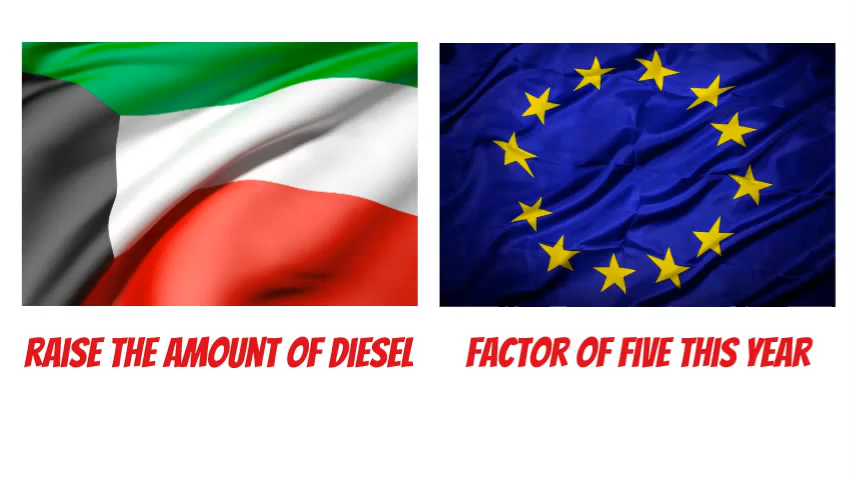 RAISE THE AMOUNT OF DIESEL
FACTOR OF FIVE THIS YEAR